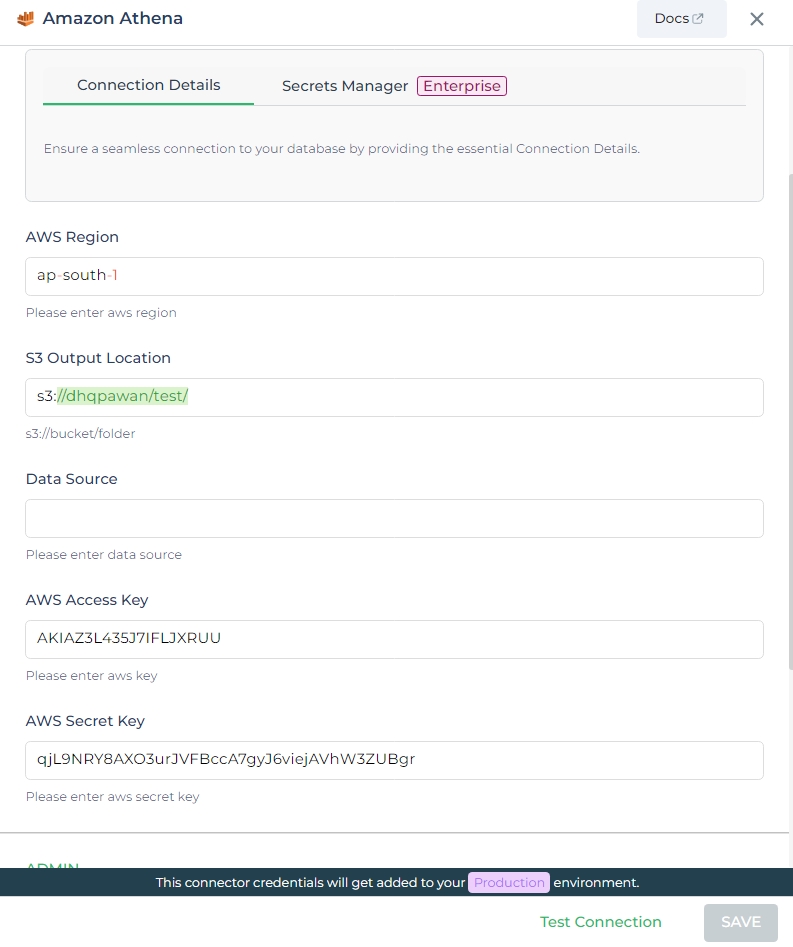 Amazon Athena
Docs
Connection Details
Secrets Manager Enterprise
Ensure a seamless connection to your database by providing the essential Connection Details.
AWS Region
ap-south-1
Please enter aws region
S3 Output Location
s3://dhqpawan/test/
s3://bucket/folder
Data Source
Please enter data source
AWS Access Key
AKIAZ3L435J7IFLJXRUU
Please enter aws key
AWS Secret Key
qjL9NRY8AXO3urJVFBccA7gyJ6viejAVhW3ZUBgr
Please enter aws secret key
ADMIN
This connector credentials will get added to your Production environment.
Test Connection
SAVE